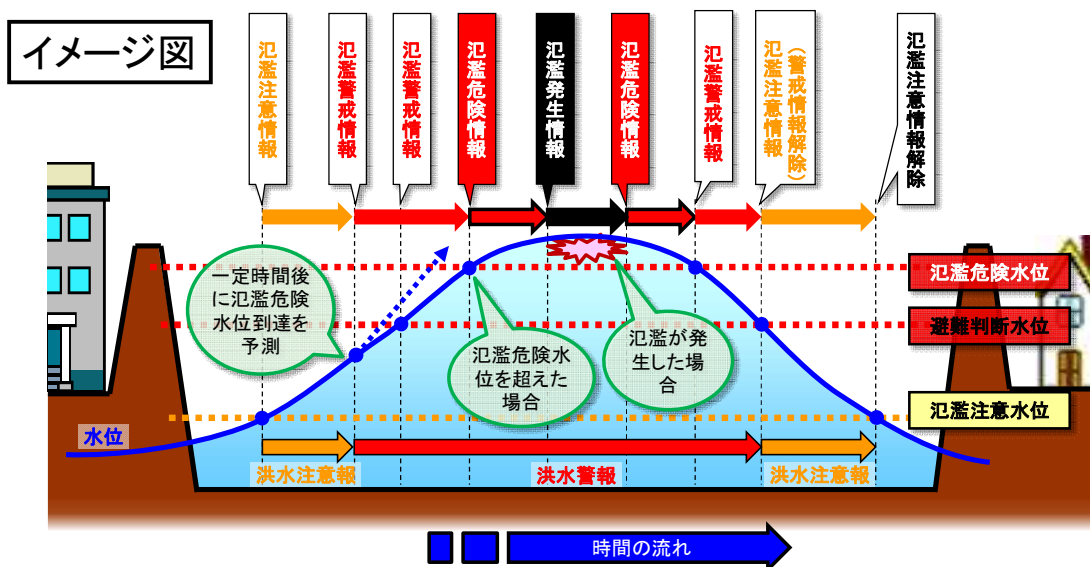 イメージ図
氾濫注意情報
氾濫警戒情報
氾濫警戒情報
氾濫危険情報
氾濫発生情報
氾濫危険情報
氾濫警戒情報
(警戒情報解除)
氾濫注意情報
氾濫注意情報解除
一定時間後
に氾濫危険
水位到達を
予測
氾濫危険水
位を超えた
場合
氾濫が発
生した場
合
氾濫危険水位
避難判断水位
氾濫注意水位
水位
洪水注意報
洪水警報
洪水注意報
時間の流れ